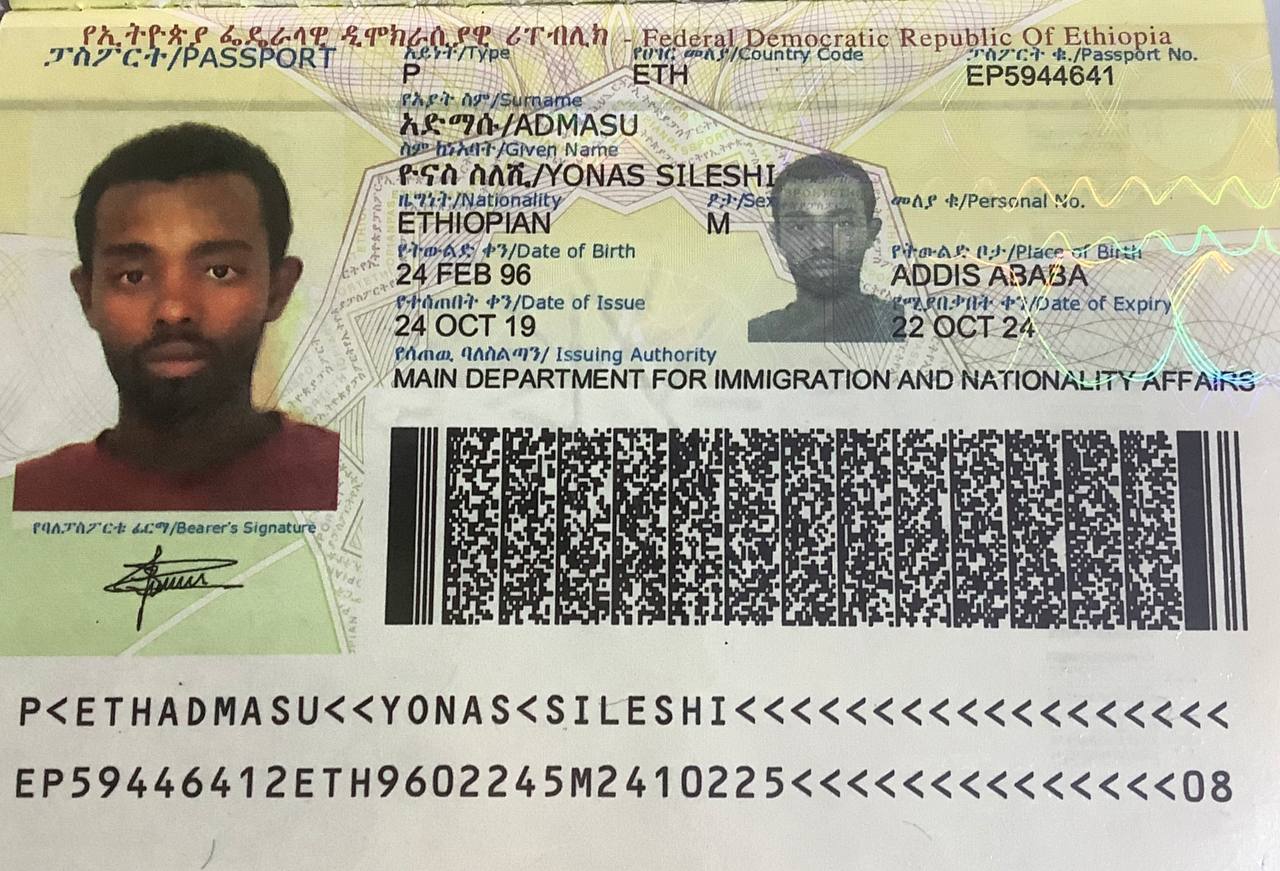 የኢትዮጵያ ፌዴራላዊ ዲሞክራሲያዊ ሪፐብሊክ - Federal Democratic Republic Of Ethiopia
ፓስፖርት/PASSPORT
አይነት/Type
የሀገር መለያ/Country Code
ፓስፖርት ቁ./Passport No.
P
ETH
EP5944641
የአያት ስም/Surname
አድማሱ/ADMASU
ስም ከነአባት/Given Name
ዮናስ ስለሺ/YONAS SILESHI
ዜግነት/Nationality
ፆታ/Sex
መለያ ቁ/Personal No.
ETHIOPIAN
M
የትውልድ ቀን/Date of Birth
የትውልድ ቦታ/Place of Birth
24 FEB 96
ADDIS ABABA
የተሰጠበት ቀን/Date of Issue
የሚያበቃበት ቀን/Date of Expiry
24 OCT 19
22 OCT 24
የሰጠዉ ባለስልጣን/ Issuing Authority
MAIN DEPARTMENT FOR IMMIGRATION AND NATIONALITY AFFAIRS
የባለፓስፖርቱ ፊርማ/Bearer's Signature
P<ETHADMASU<<YONAS<SILESHI<<<<<<<<<<<<<<<<<<
EP59446412ETH9602245M2410225<<<<<<<<<<<<<<08